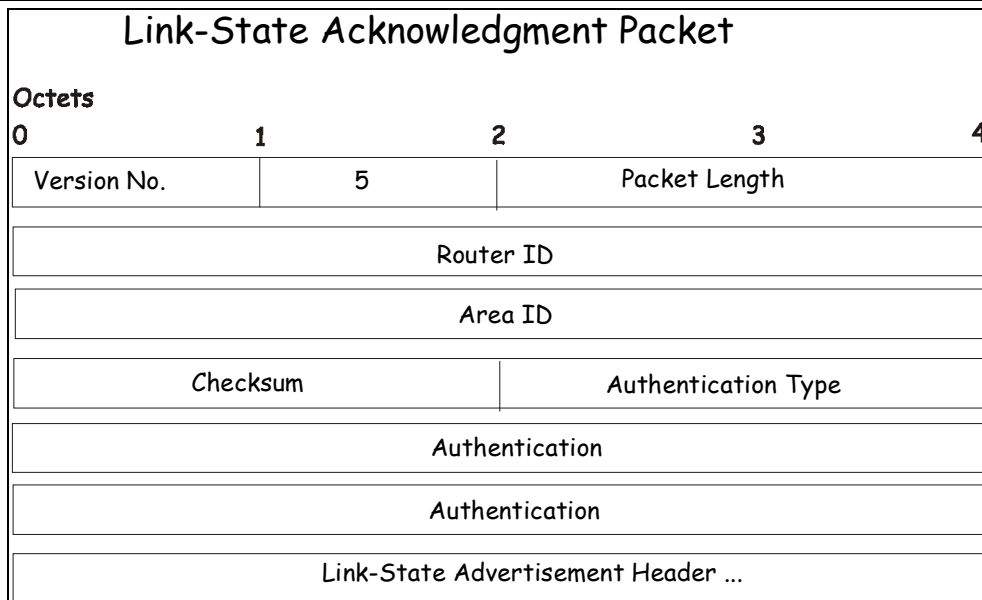 Link-State Acknowledgment Packet
Octets
0 1 2 3 4
Version No. 5 Packet Length
Router ID
Area ID
Checksum Authentication Type
Authentication
Authentication
Link-State Advertisement Header ...